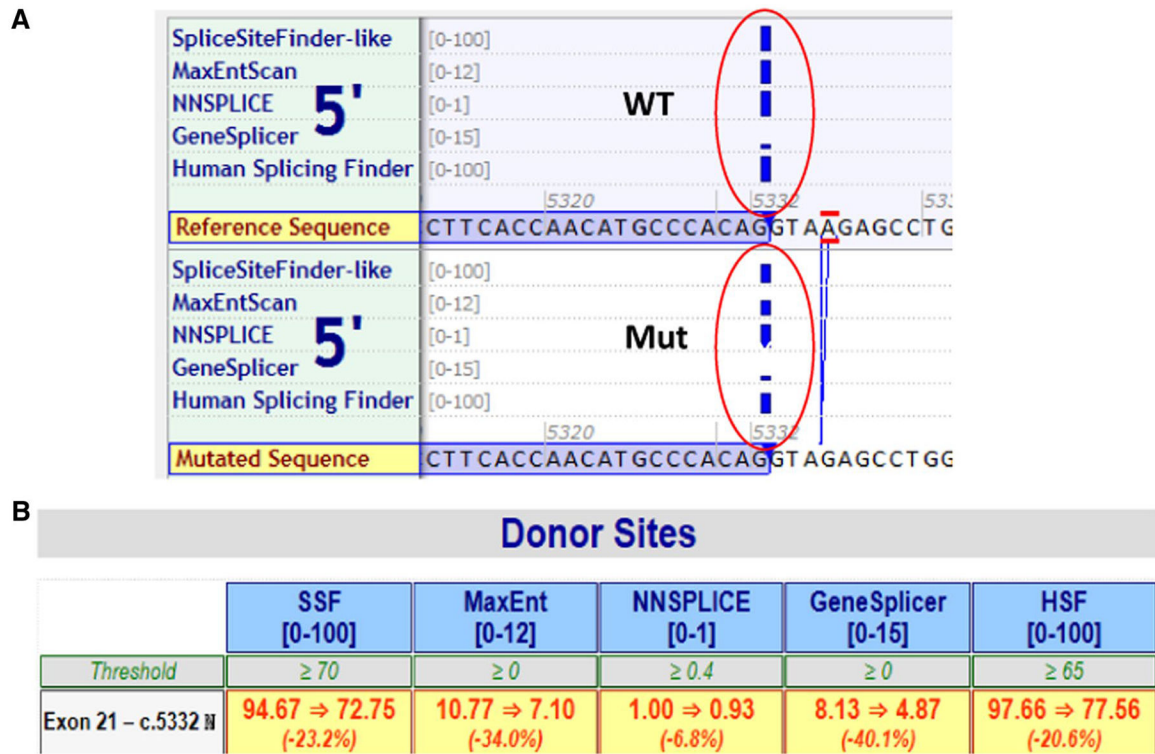 A
SpliceSiteFinder-like [0-100]
MaxEntScan [0-12]
NNSPLICE [0-1]
GeneSplicer [0-15]
Human Splicing Finder [0-100]
5'
WT
5320 5332
Reference Sequence CTTCACCAACATGCCCACAGGTAAGAGCCTG
SpliceSiteFinder-like [0-100]
MaxEntScan [0-12]
NNSPLICE [0-1]
GeneSplicer [0-15]
Human Splicing Finder [0-100]
5'
Mut
5320 5332
Mutated Sequence CTTCACCAACATGCCCACAGGTAGAGCCTGG
B
Donor Sites
SSF MaxEnt NNSPLICE GeneSplicer HSF
[0-100] [0-12] [0-1] [0-15] [0-100]
Threshold ≥ 70 ≥ 0 ≥ 0.4 ≥ 0 ≥ 65
Exon 21 – c.5332 94.67 ⇒ 72.75 10.77 ⇒ 7.10 1.00 ⇒ 0.93 8.13 ⇒ 4.87 97.66 ⇒ 77.56
(-23.2%) (-34.0%) (-6.8%) (-40.1%) (-20.6%)